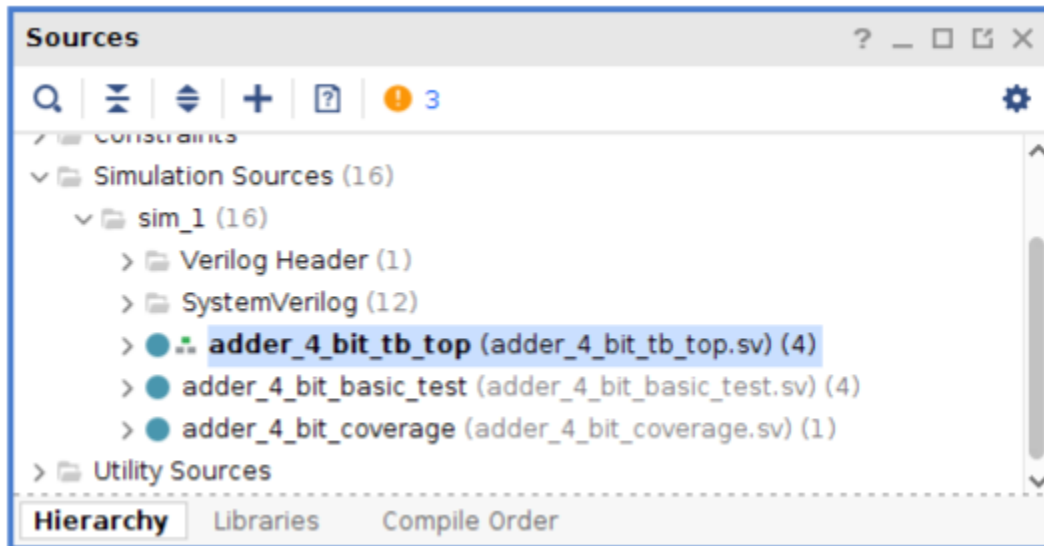 Sources
3
Constraints
Simulation Sources (16)
sim_1 (16)
Verilog Header (1)
SystemVerilog (12)
adder_4_bit_tb_top (adder_4_bit_tb_top.sv) (4)
adder_4_bit_basic_test (adder_4_bit_basic_test.sv) (4)
adder_4_bit_coverage (adder_4_bit_coverage.sv) (1)
Utility Sources
Hierarchy Libraries Compile Order